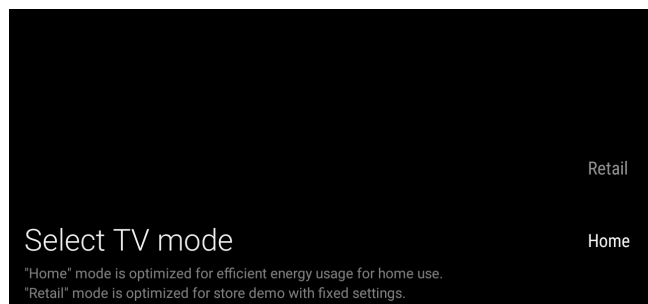 Retail
Select TV mode
Home
"Home" mode is optimized for efficient energy usage for home use.
"Retail" mode is optimized for store demo with fixed settings.